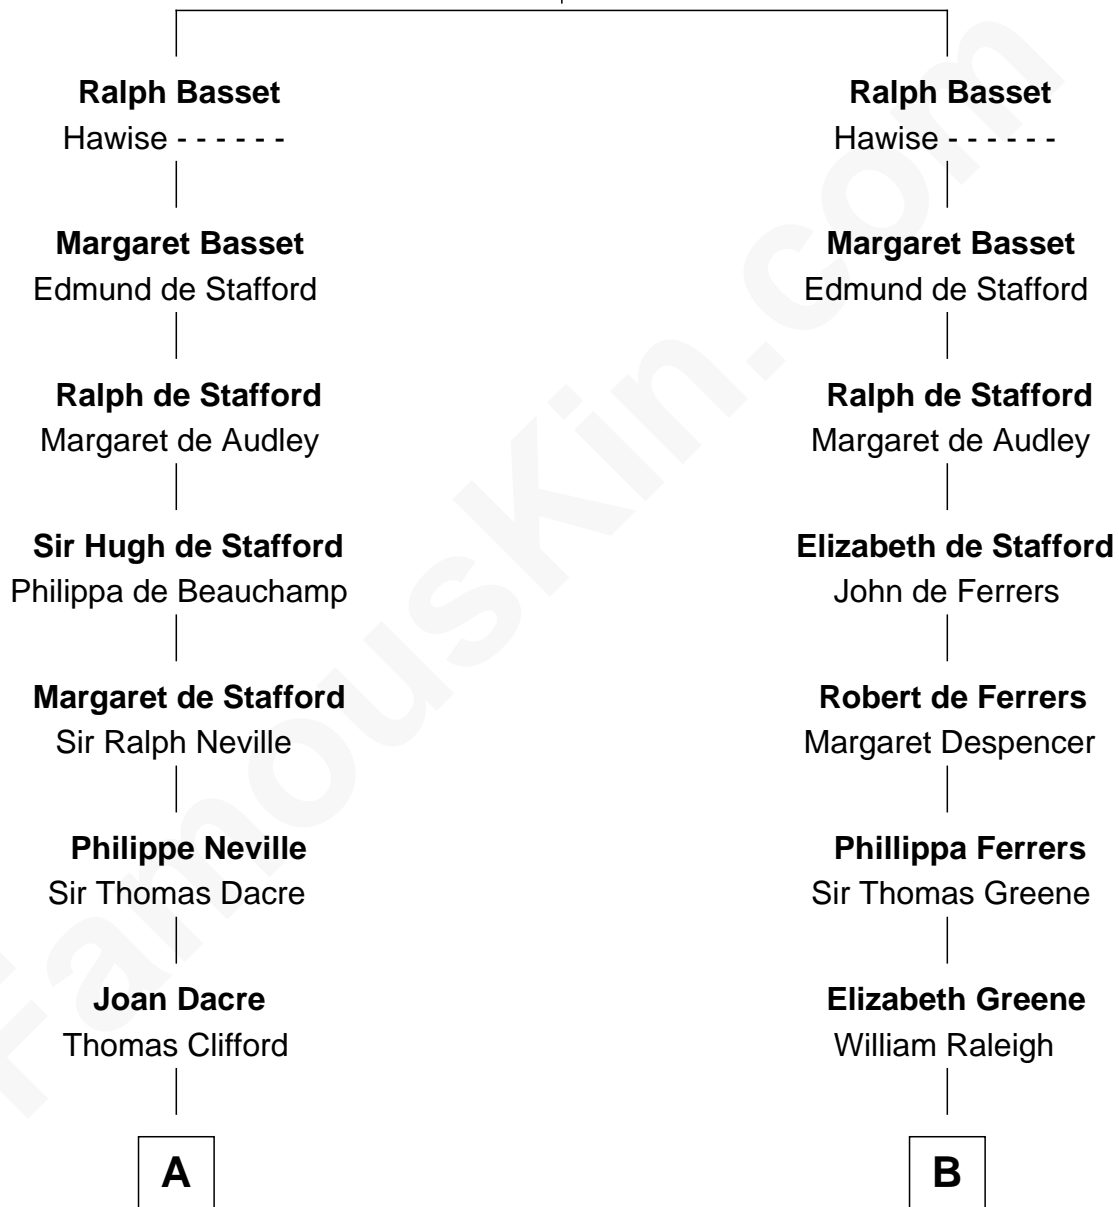 Ralph Basset
Hawise - - - - - -
Margaret Basset
Edmund de Stafford
Ralph de Stafford
Margaret de Audley
Sir Hugh de Stafford
Philippa de Beauchamp
Margaret de Stafford
Sir Ralph Neville
Philippe Neville
Sir Thomas Dacre
Joan Dacre
Thomas Clifford
A
Ralph Basset
Hawise - - - - - -
Margaret Basset
Edmund de Stafford
Ralph de Stafford
Margaret de Audley
Elizabeth de Stafford
John de Ferrers
Robert de Ferrers
Margaret Despencer
Phillippa Ferrers
Sir Thomas Greene
Elizabeth Greene
William Raleigh
B
FamousKin.com